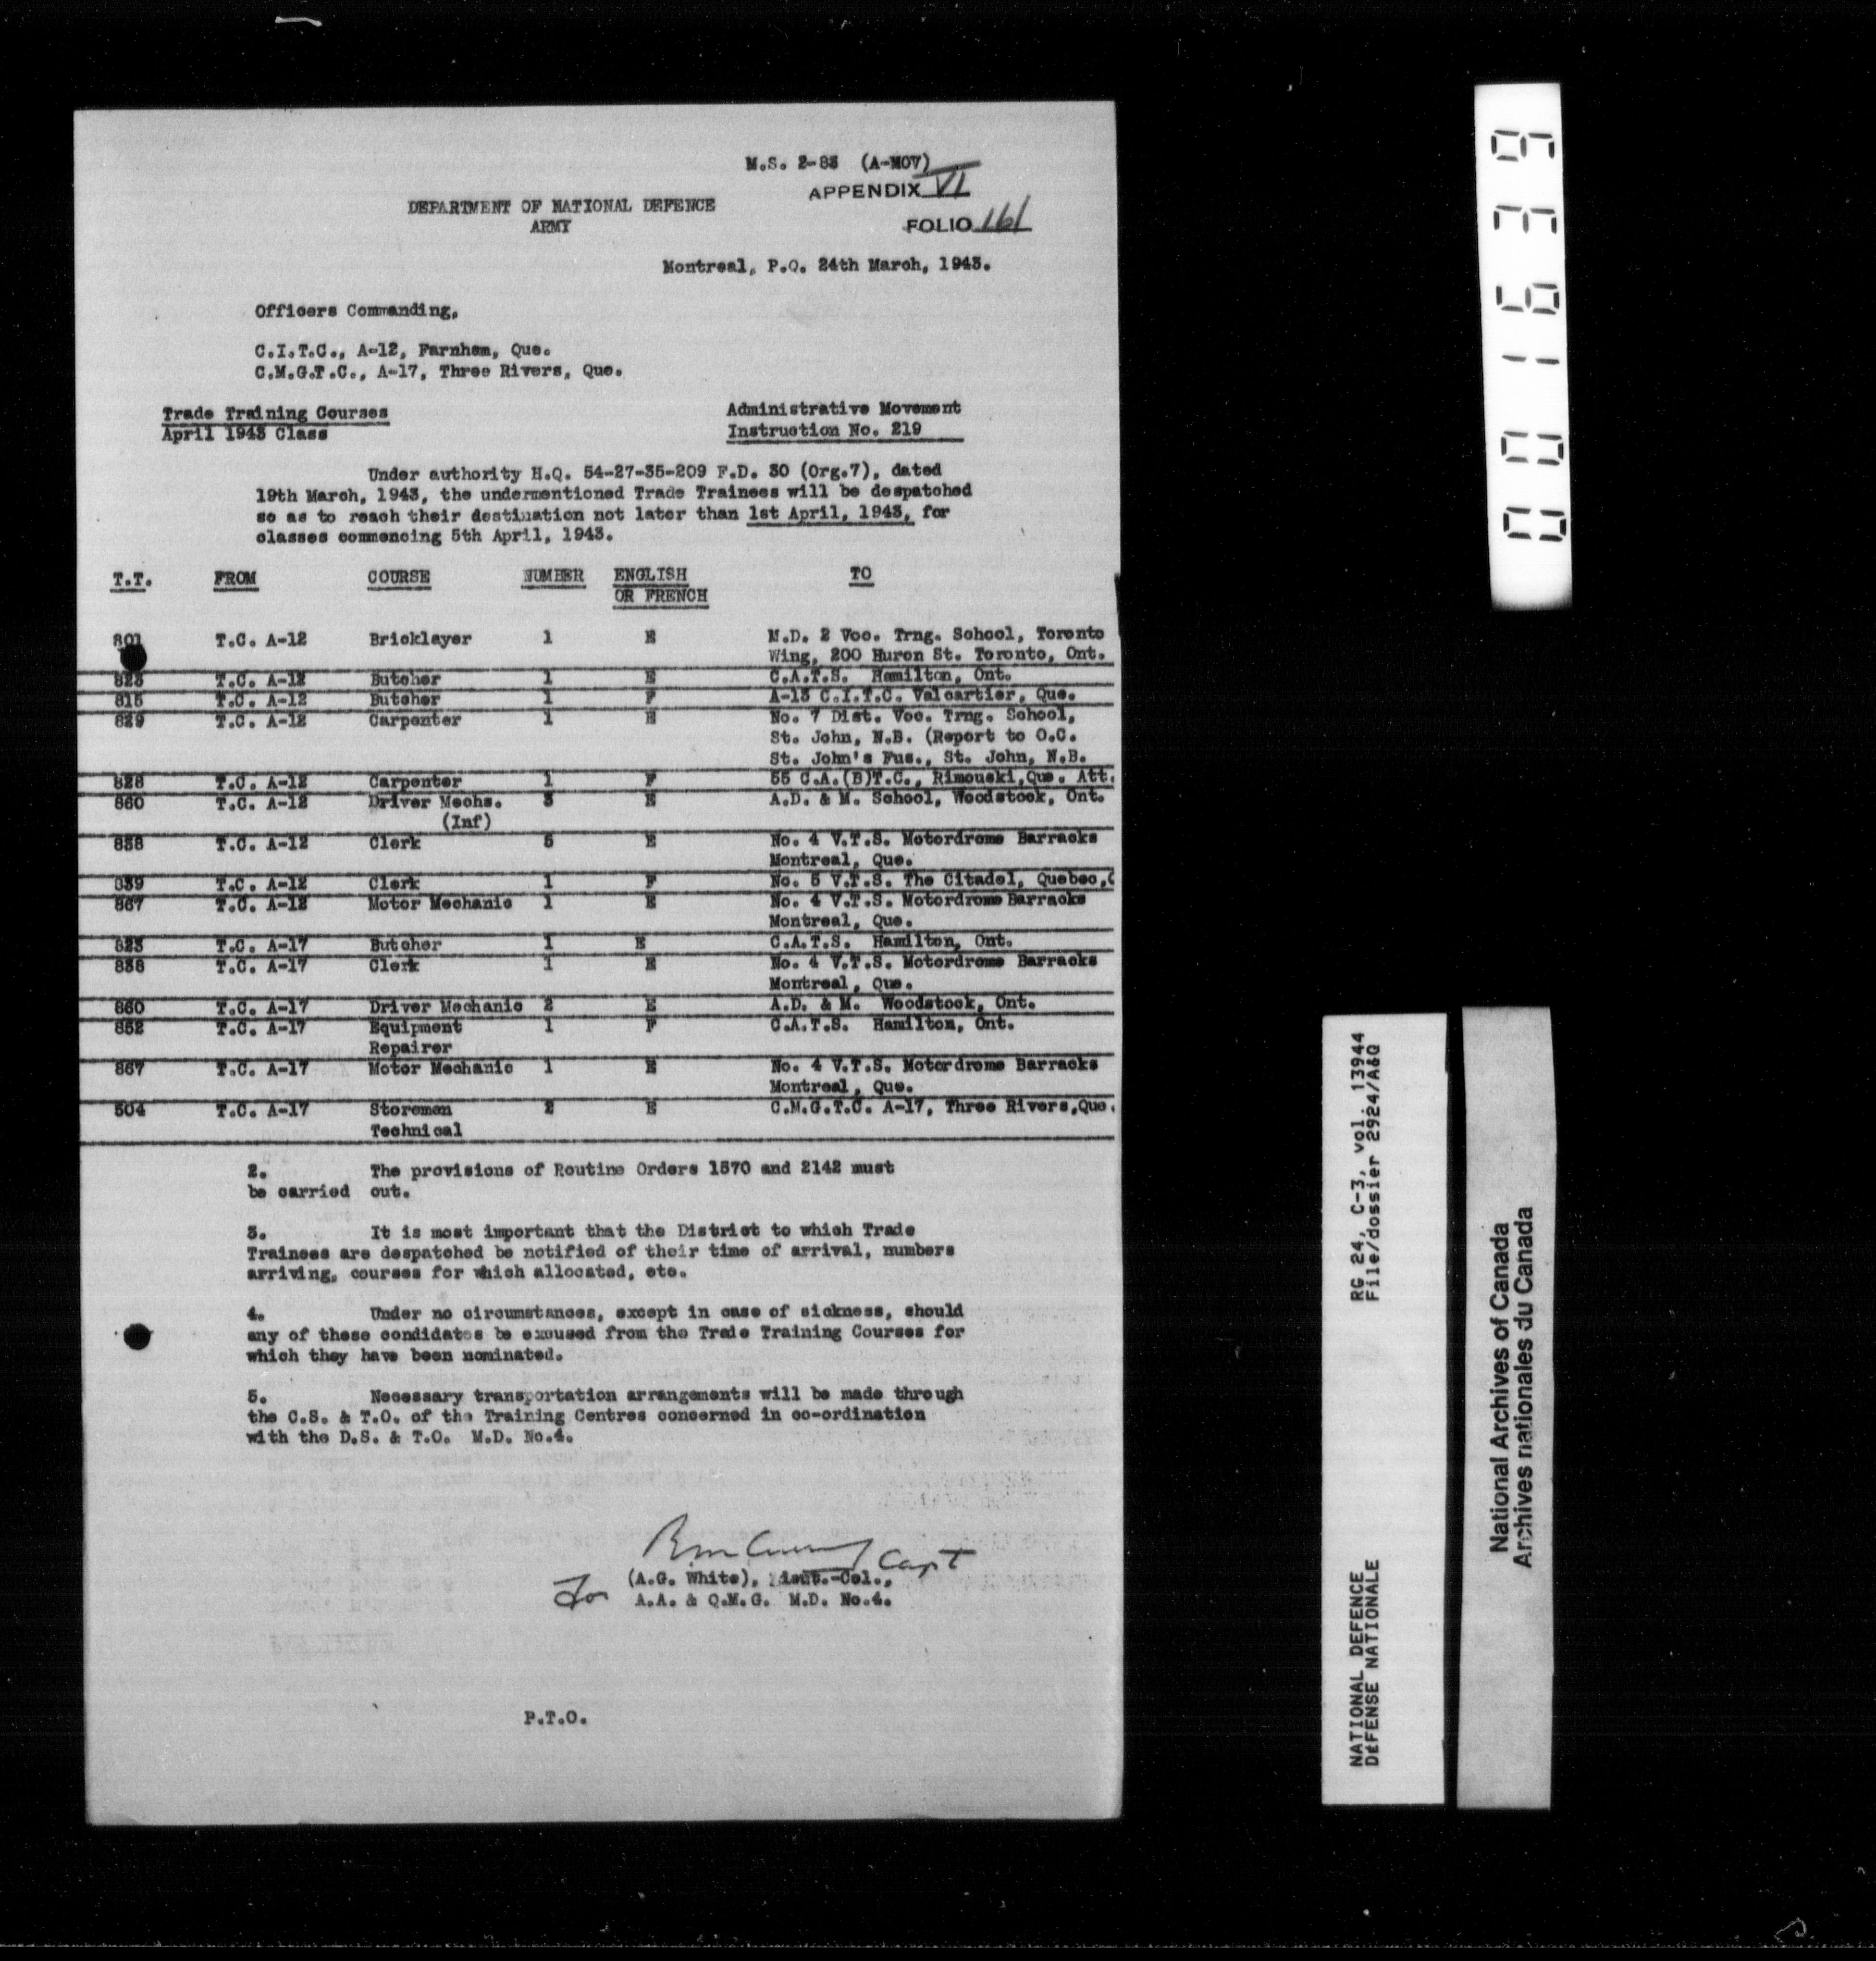 M.S. 2-83 (A-MOV)
APPENDIX VI
DEPARTMENT OF NATIONAL DEFENCE
ARMY
FOLIO 161
Montreal, P.Q. 24th March, 1943.
Officers Commanding,
C.I.T.C., A-12, Farnham, Que.
C.M.G.T.C., A-17, Three Rivers, Que.
Trade Training Courses
April 1943 Class
Administrative Movement
Instruction No. 219
Under authority H.Q. 54-27-35-209 F.D. 30 (Org.7), dated
19th March, 1943, the undermentioned Trade Trainees will be despatched
so as to reach their destination not later than 1st April, 1943, for
classes commencing 5th April, 1943.
T.T. FROM COURSE NUMBER ENGLISH TO
OR FRENCH
801 T.C. A-12 Bricklayer 1 E M.D. 2 Voc. Trng. School, Toronto
Wing, 200 Huron St. Toronto, Ont.
823 T.C. A-12 Butcher 1 E C.A.T.S. Hamilton, Ont.
815 T.C. A-12 Butcher 1 F A-13 C.I.T.C. Valcartier, Que.
829 T.C. A-12 Carpenter 1 E No. 7 Dist. Voc. Trng. School,
St. John, N.B. (Report to O.C.
St. John's Fus., St. John, N.B.
828 T.C. A-12 Carpenter 1 F 55 C.A.(B)T.C., Rimouski,Que. Att.
860 T.C. A-12 Driver Mechs. 3 E A.D. & M. School, Woodstock, Ont.
(Inf)
838 T.C. A-12 Clerk 5 E No. 4 V.T.S. Motordrome Barracks
Montreal, Que.
839 T.C. A-12 Clerk 1 F No. 5 V.T.S. The Citadel, Quebec,
867 T.C. A-12 Motor Mechanic 1 E No. 4 V.T.S. Motordrome Barracks
Montreal, Que.
823 T.C. A-17 Butcher 1 E C.A.T.S. Hamilton, Ont.
838 T.C. A-17 Clerk 1 E No. 4 V.T.S. Motordrome Barracks
Montreal, Que.
860 T.C. A-17 Driver Mechanic 2 E A.D. & M. Woodstock, Ont.
852 T.C. A-17 Equipment 1 F C.A.T.S. Hamilton, Ont.
Repairer
867 T.C. A-17 Motor Mechanic 1 E No. 4 V.T.S. Motordrome Barracks
Montreal, Que.
504 T.C. A-17 Storeman 2 E C.M.G.T.C. A-17, Three Rivers,Que.
Technical
2. The provisions of Routine Orders 1570 and 2142 must
be carried out.
3. It is most important that the District to which Trade
Trainees are despatched be notified of their time of arrival, numbers
arriving, courses for which allocated, etc.
4. Under no circumstances, except in case of sickness, should
any of these condidates be excused from the Trade Training Courses for
which they have been nominated.
5. Necessary transportation arrangements will be made through
the C.S. & T.O. of the Training Centres concerned in co-ordination
with the D.S. & T.O. M.D. No.4.
Capt
(A.G. White), Lieut.-Col.,
For A.A. & Q.M.G. M.D. No.4.
P.T.O.
001639
RG 24, C-3, vol. 13944
File/dossier 2924/A&Q
NATIONAL DEFENCE
DÉFENSE NATIONALE
National Archives of Canada
Archives nationales du Canada